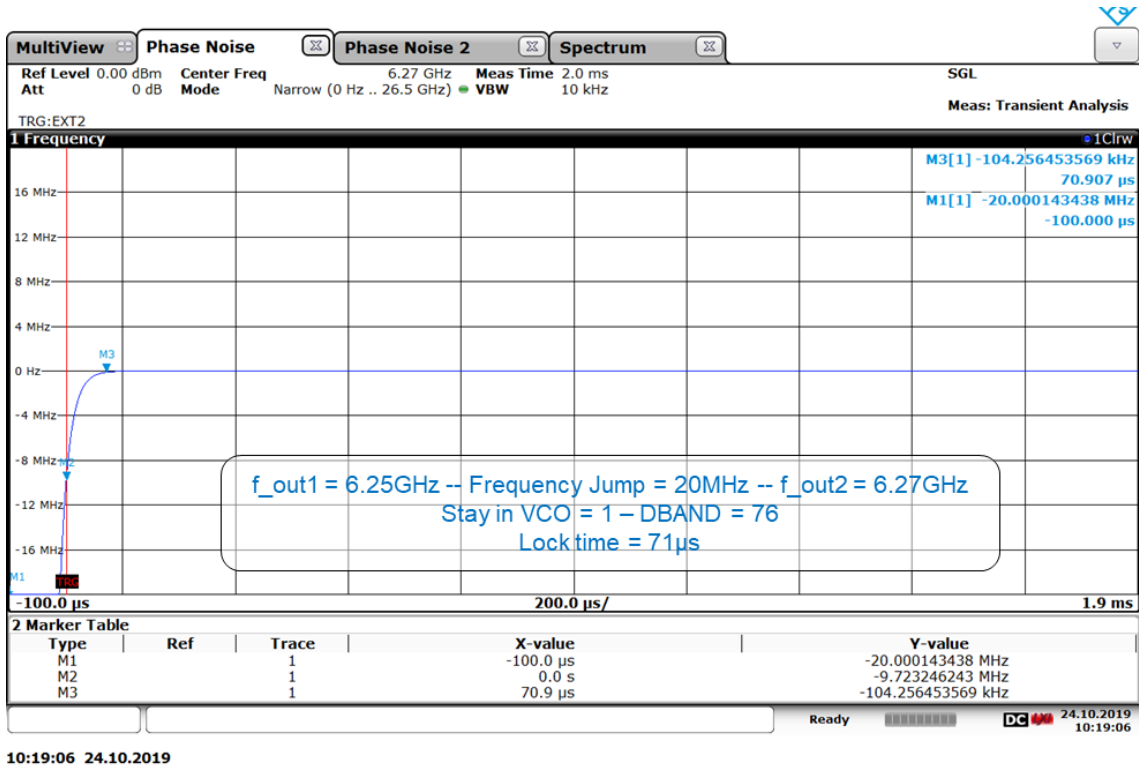 MultiView Phase Noise Phase Noise 2 Spectrum
Ref Level 0.00 dBm Center Freq 6.27 GHz Meas Time 2.0 ms SGL
Att 0 dB Mode Narrow (0 Hz .. 26.5 GHz) VBW 10 kHz
Meas: Transient Analysis
TRG:EXT2
1 Frequency 1Clrw
M3[1] -104.256453569 kHz
70.907 µs
M1[1] -20.000143438 MHz
-100.000 µs
16 MHz
12 MHz
8 MHz
4 MHz
M3
0 Hz
-4 MHz
-8 MHz
M2
f_out1 = 6.25GHz -- Frequency Jump = 20MHz -- f_out2 = 6.27GHz
-12 MHz
Stay in VCO = 1 – DBAND = 76
Lock time = 71µs
-16 MHz
M1 TRG
-100.0 µs 200.0 µs/ 1.9 ms
2 Marker Table
Type Ref Trace X-value Y-value
M1 1 -100.0 µs -20.000143438 MHz
M2 1 0.0 s -9.723246243 MHz
M3 1 70.9 µs -104.256453569 kHz
Ready DC 24.10.2019
10:19:06
10:19:06 24.10.2019